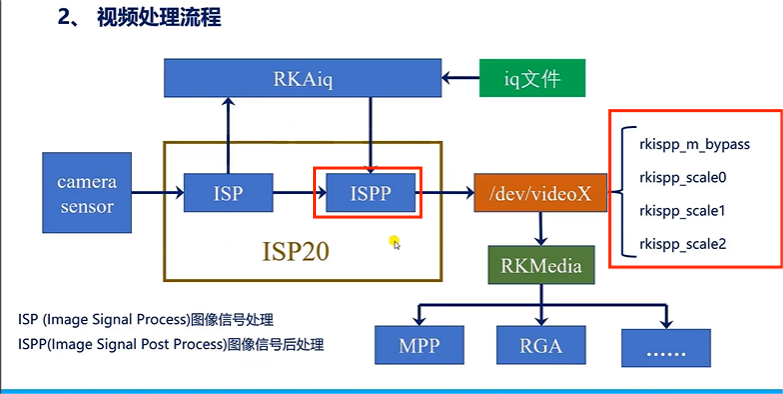 2、 视频处理流程
RKAiq
iq文件
camera
sensor
ISP
ISPP
/dev/videoX
rkispp_m_bypass
rkispp_scale0
rkispp_scale1
rkispp_scale2
ISP20
RKMedia
ISP (Image Signal Process)图像信号处理
ISPP(Image Signal Post Process)图像信号后处理
MPP
RGA
......